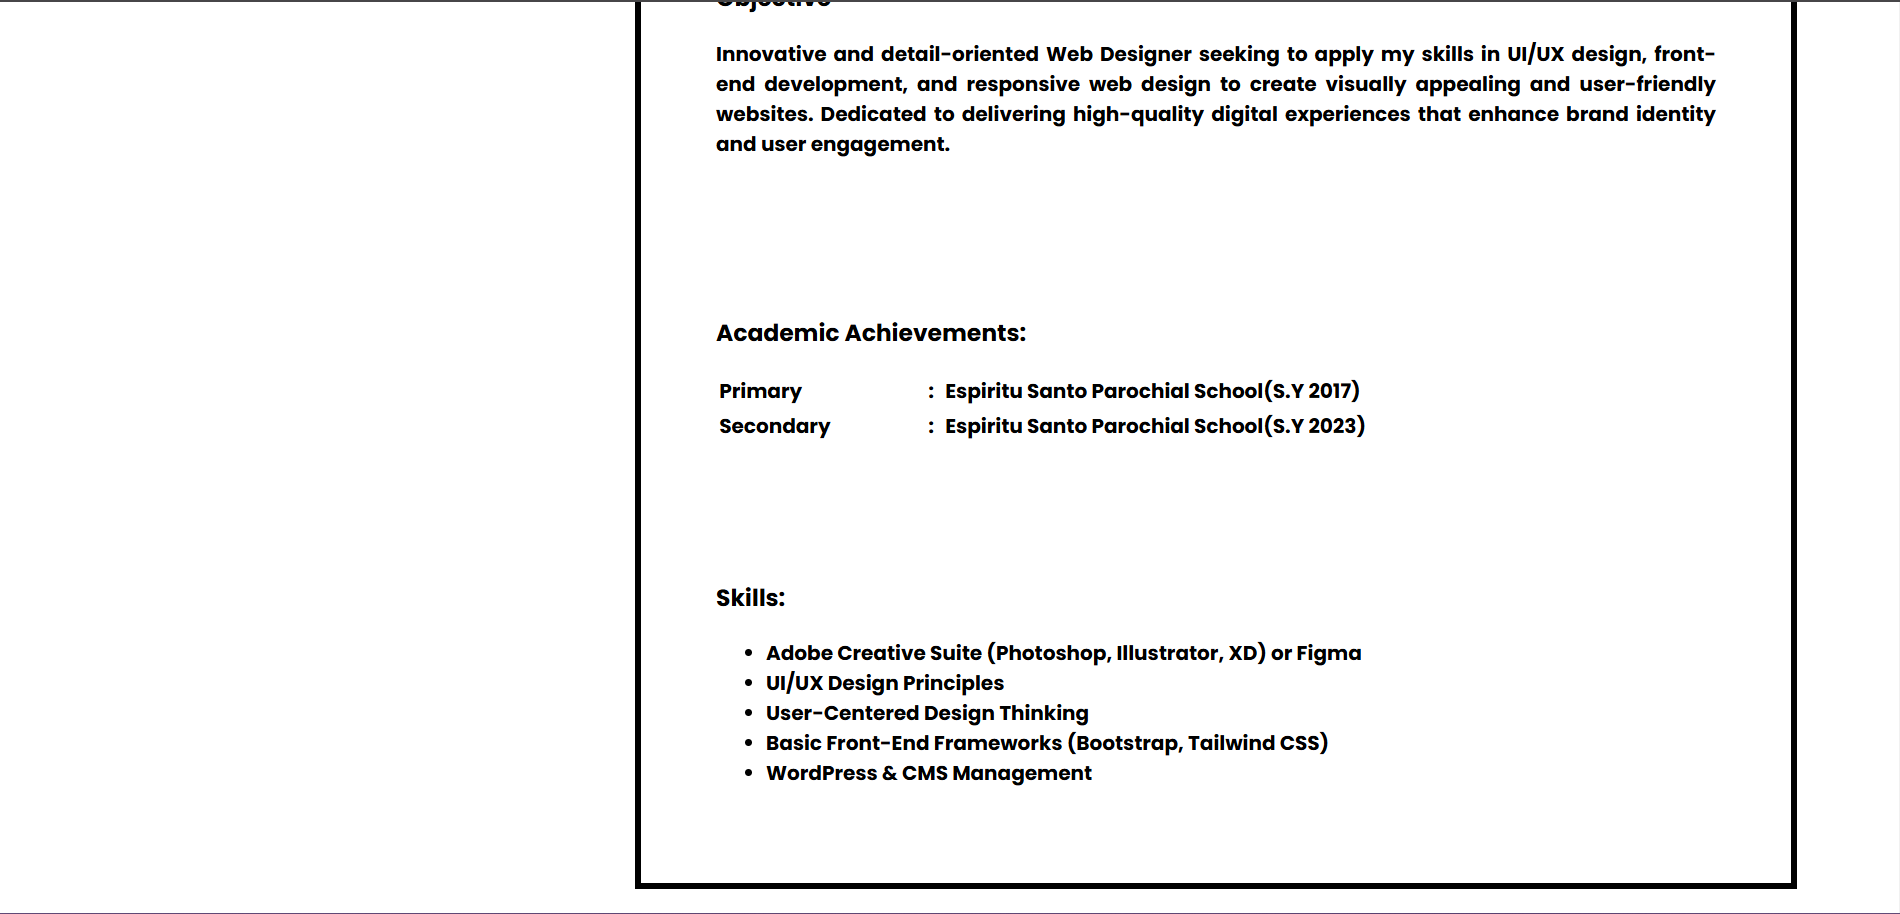 Objective
Innovative and detail-oriented Web Designer seeking to apply my skills in UI/UX design, front-
end development, and responsive web design to create visually appealing and user-friendly
websites. Dedicated to delivering high-quality digital experiences that enhance brand identity
and user engagement.
Academic Achievements:
Primary : Espiritu Santo Parochial School(S.Y 2017)
Secondary : Espiritu Santo Parochial School(S.Y 2023)
Skills:
• Adobe Creative Suite (Photoshop, Illustrator, XD) or Figma
• UI/UX Design Principles
• User-Centered Design Thinking
• Basic Front-End Frameworks (Bootstrap, Tailwind CSS)
• WordPress & CMS Management